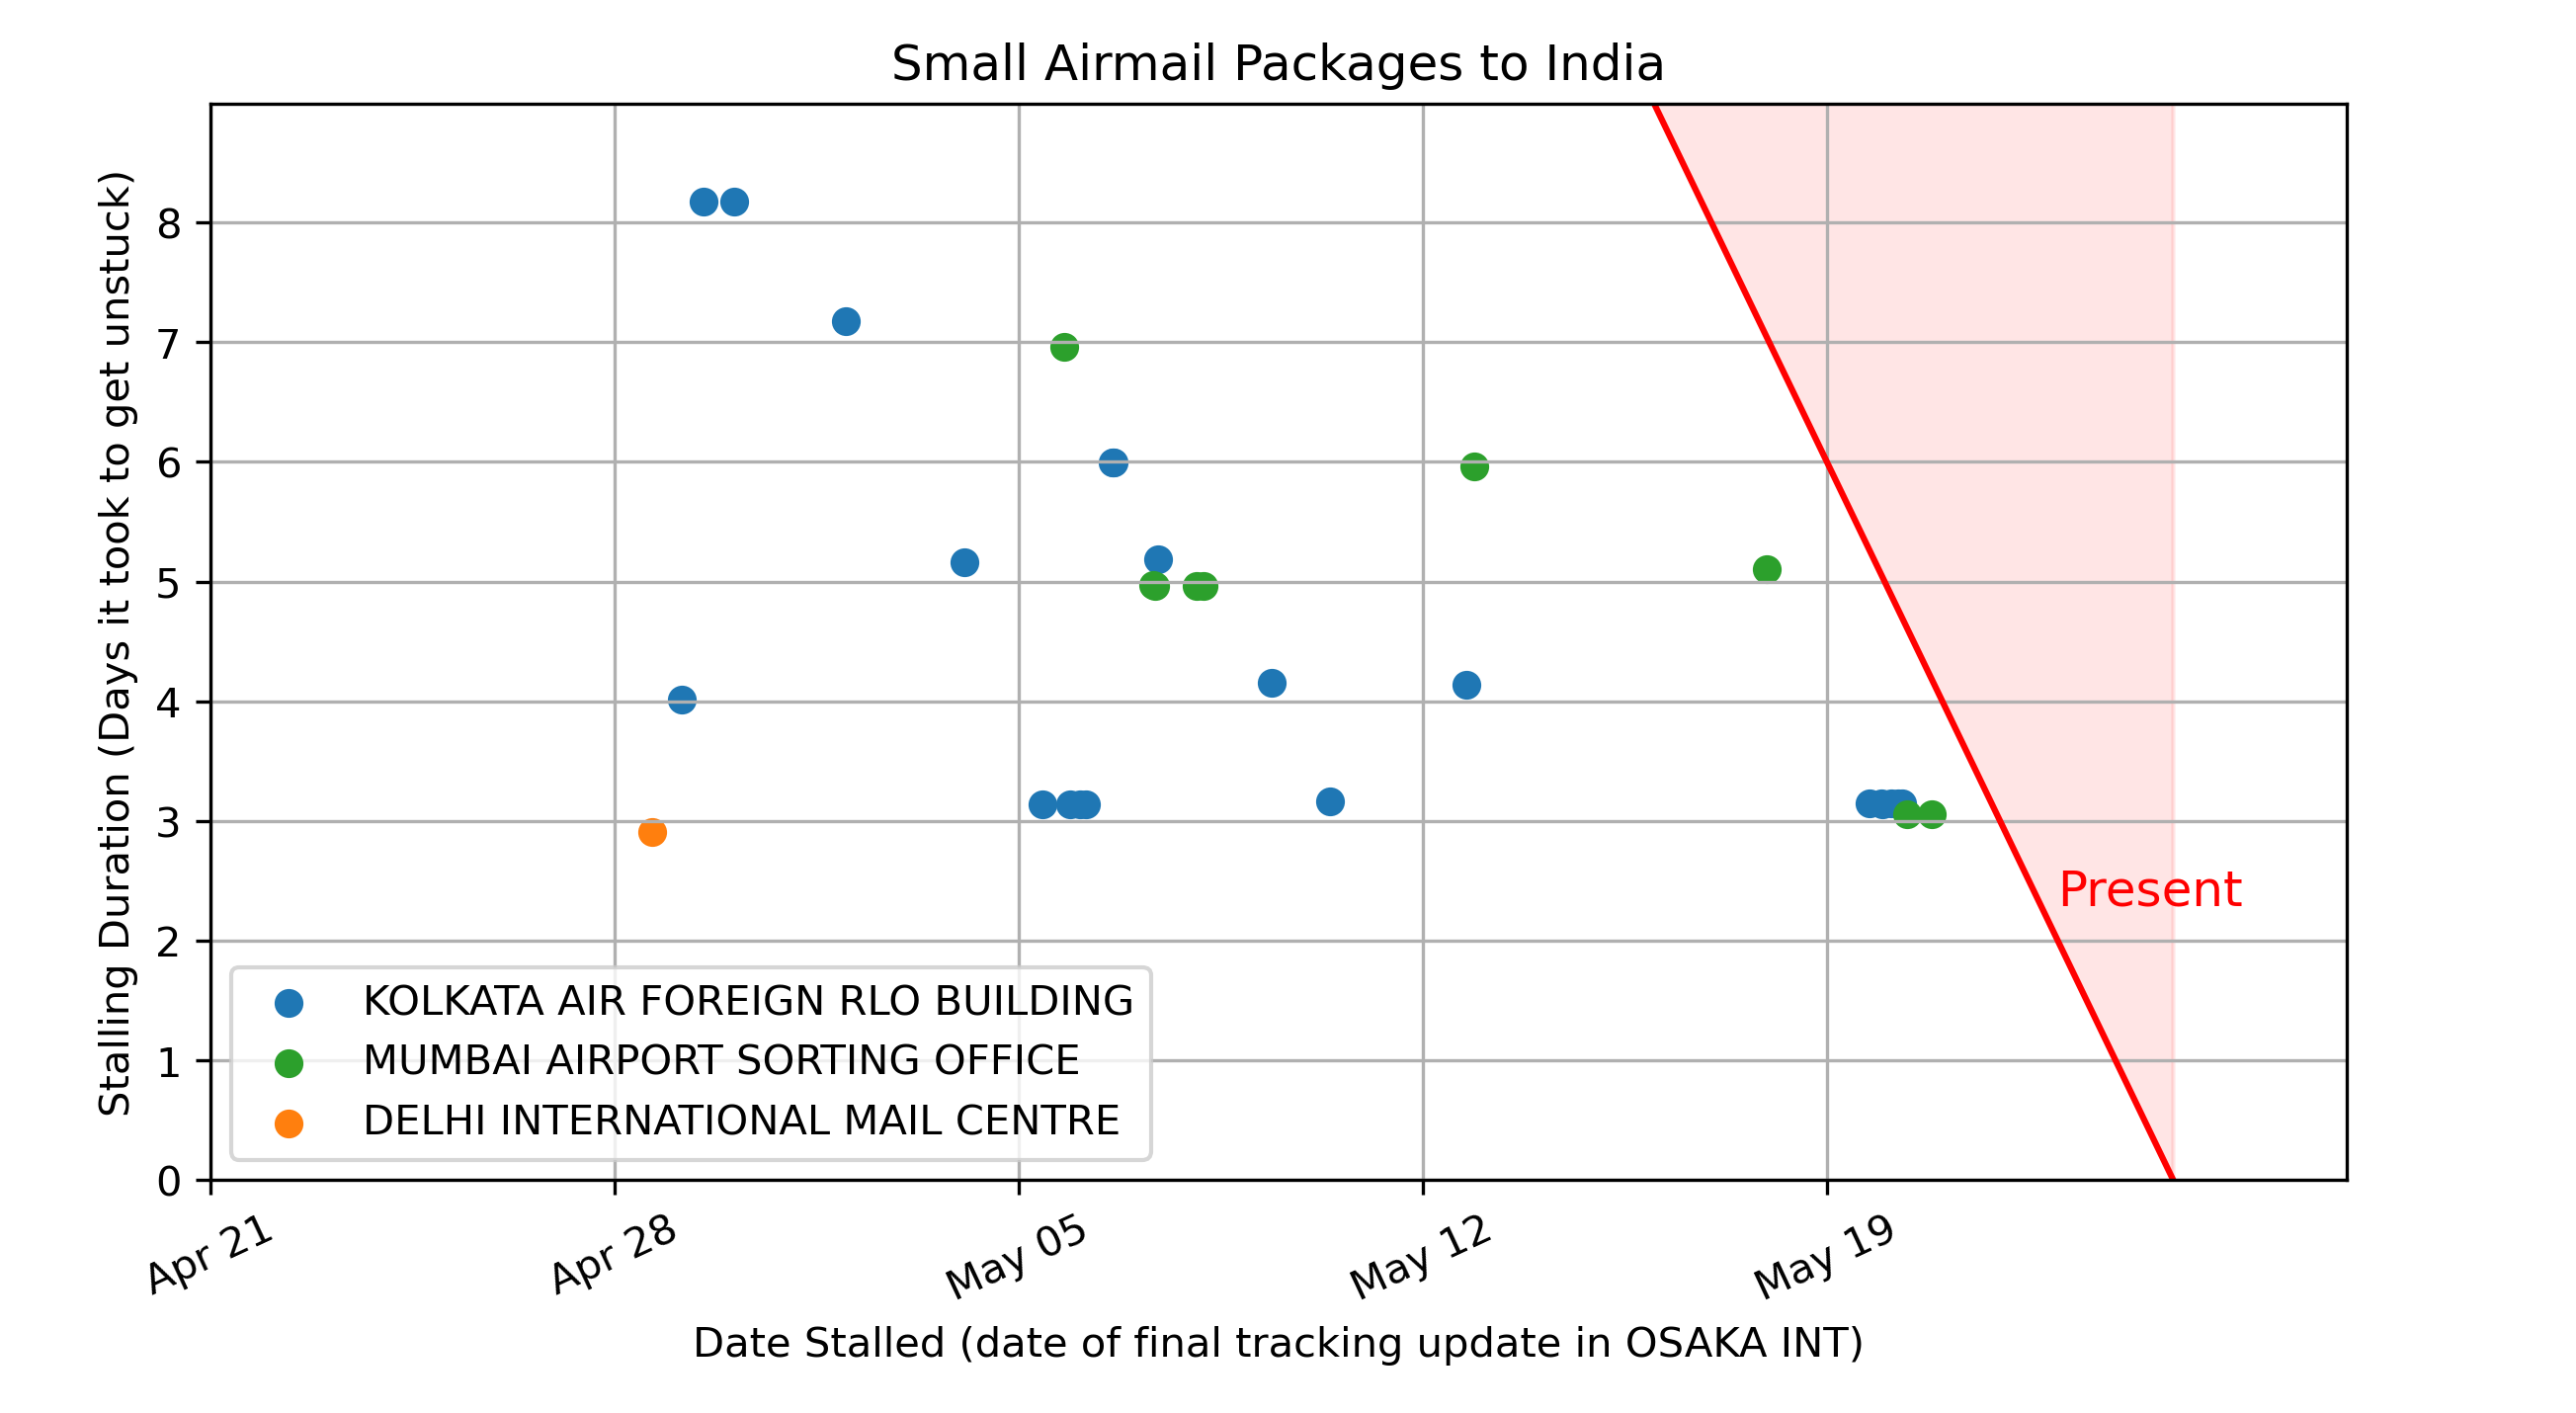 Small Airmail Packages to India
Stalling Duration (Days it took to get unstuck)
8
7
6
5
4
3
2
1
0
Present
KOLKATA AIR FOREIGN RLO BUILDING
MUMBAI AIRPORT SORTING OFFICE
DELHI INTERNATIONAL MAIL CENTRE
Apr 21
Apr 28
May 05
May 12
May 19
Date Stalled (date of final tracking update in OSAKA INT)